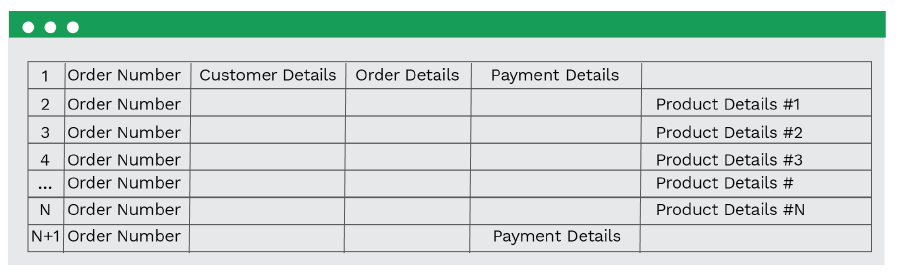 1 Order Number Customer Details Order Details Payment Details
2 Order Number Product Details #1
3 Order Number Product Details #2
4 Order Number Product Details #3
... Order Number Product Details #
N Order Number Product Details #N
N+1 Order Number Payment Details